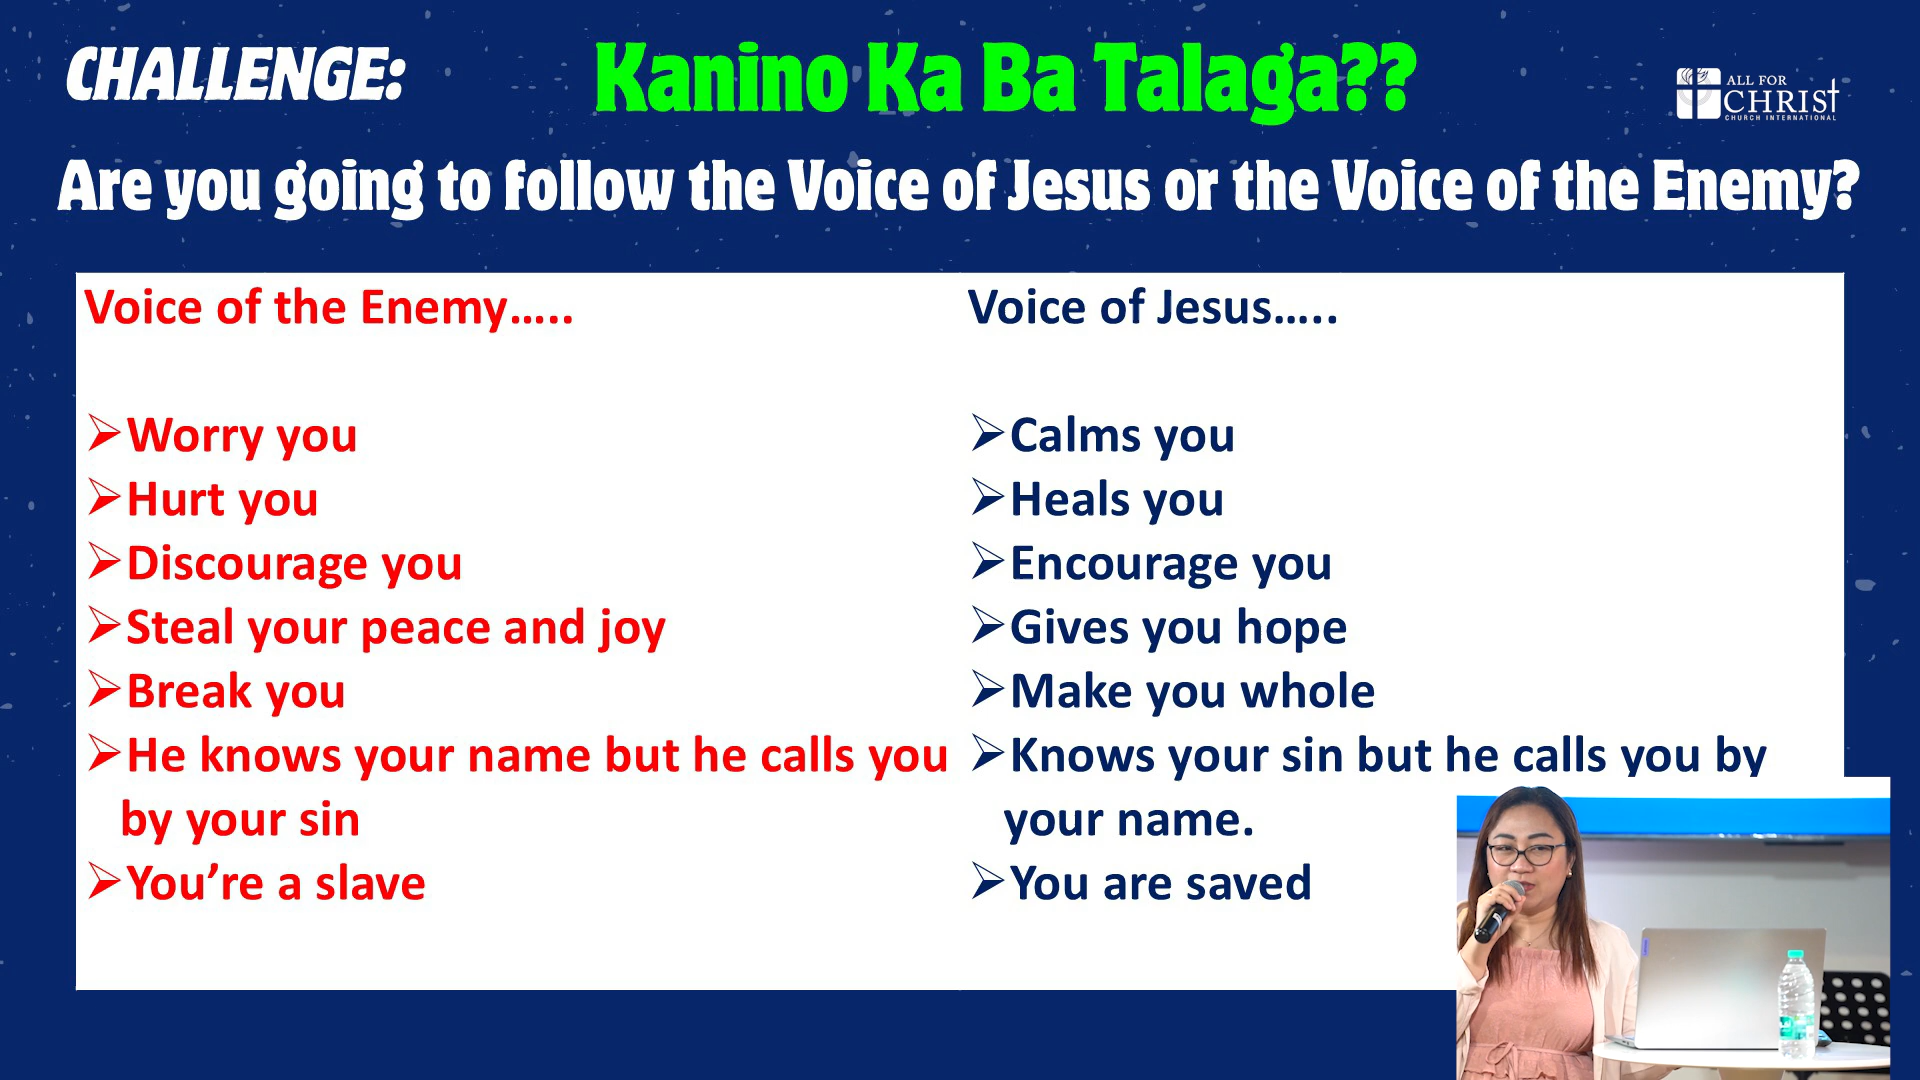 CHALLENGE:
Kanino Ka Ba Talaga??
ALL FOR
CHRIST
CHURCH INTERNATIONAL
Are you going to follow the Voice of Jesus or the Voice of the Enemy?
Voice of the Enemy.....
➢Worry you
➢Hurt you
➢Discourage you
➢Steal your peace and joy
➢Break you
➢He knows your name but he calls you
by your sin
➢You’re a slave
Voice of Jesus.....
➢Calms you
➢Heals you
➢Encourage you
➢Gives you hope
➢Make you whole
➢Knows your sin but he calls you by
your name.
➢You are saved